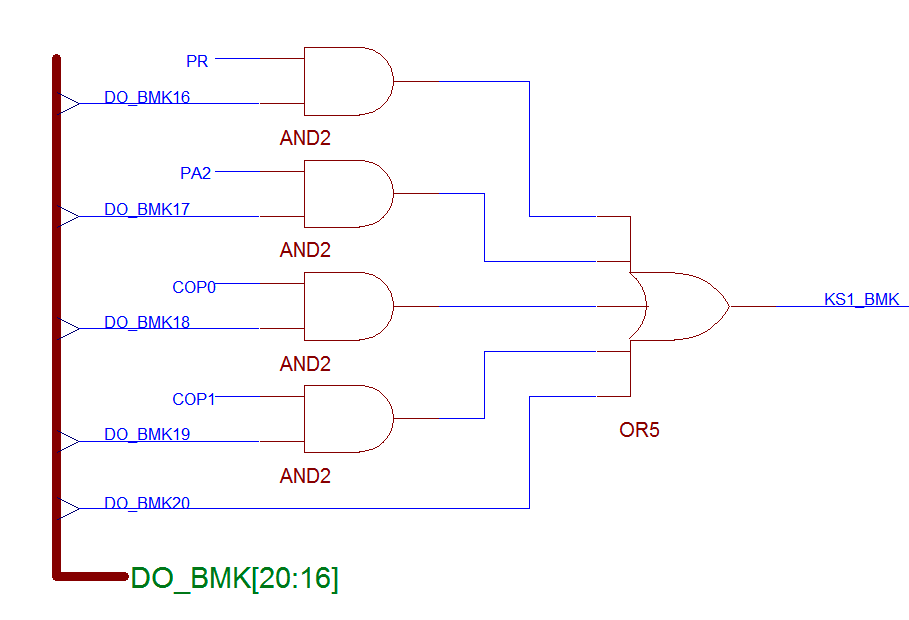 PR
DO_BMK16
AND2
PA2
DO_BMK17
AND2
COP0
DO_BMK18
KS1_BMK
AND2
COP1
DO_BMK19
OR5
AND2
DO_BMK20
DO_BMK[20:16]